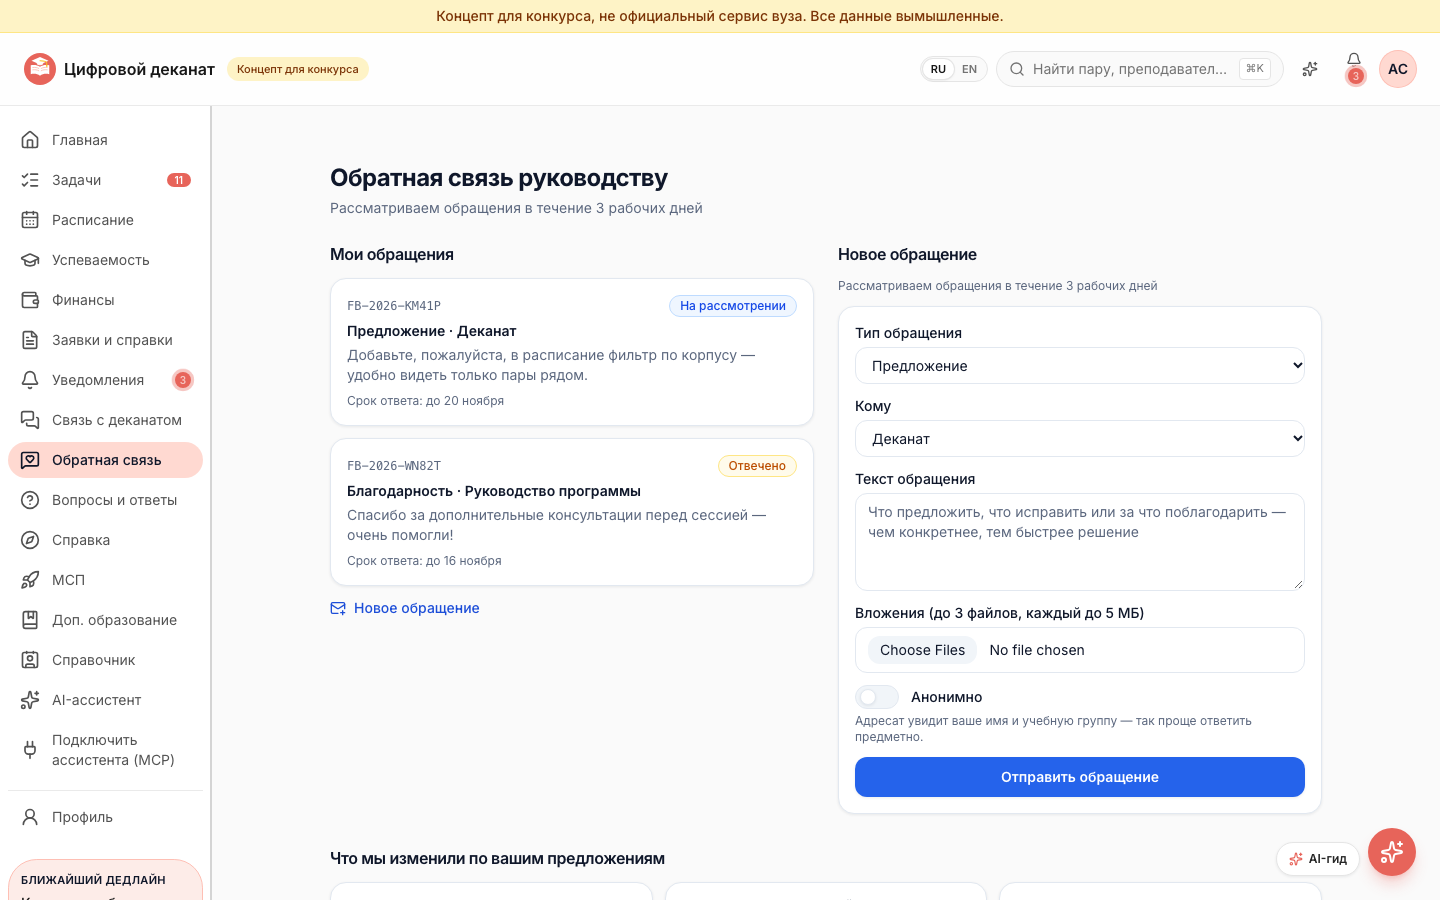 Концепт для конкурса, не официальный сервис вуза. Все данные вымышленные.
Цифровой деканат
Концепт для конкурса
RU EN
Найти пару, преподавател... ⌘K
3
АС
Главная
Задачи 11
Расписание
Успеваемость
Финансы
Заявки и справки
Уведомления 3
Связь с деканатом
Обратная связь
Вопросы и ответы
Справка
МСП
Доп. образование
Справочник
AI-ассистент
Подключить
ассистента (MCP)
Профиль
БЛИЖАЙШИЙ ДЕДЛАЙН
Обратная связь руководству
Рассматриваем обращения в течение 3 рабочих дней
Мои обращения
FB-2026-KM41P На рассмотрении
Предложение · Деканат
Добавьте, пожалуйста, в расписание фильтр по корпусу —
удобно видеть только пары рядом.
Срок ответа: до 20 ноября
FB-2026-WN82T Отвечено
Благодарность · Руководство программы
Спасибо за дополнительные консультации перед сессией —
очень помогли!
Срок ответа: до 16 ноября
Новое обращение
Новое обращение
Рассматриваем обращения в течение 3 рабочих дней
Тип обращения
Предложение
Кому
Деканат
Текст обращения
Что предложить, что исправить или за что поблагодарить —
чем конкретнее, тем быстрее решение
Вложения (до 3 файлов, каждый до 5 МБ)
Choose Files No file chosen
Анонимно
Адресат увидит ваше имя и учебную группу — так проще ответить
предметно.
Отправить обращение
Что мы изменили по вашим предложениям
AI-гид